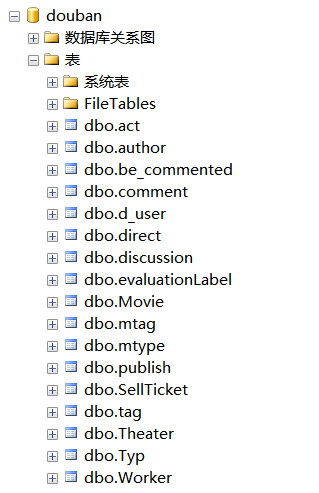 douban
数据库关系图
表
系统表
FileTables
dbo.act
dbo.author
dbo.be_commented
dbo.comment
dbo.d_user
dbo.direct
dbo.discussion
dbo.evaluationLabel
dbo.Movie
dbo.mtag
dbo.mtype
dbo.publish
dbo.SellTicket
dbo.tag
dbo.Theater
dbo.Typ
dbo.Worker